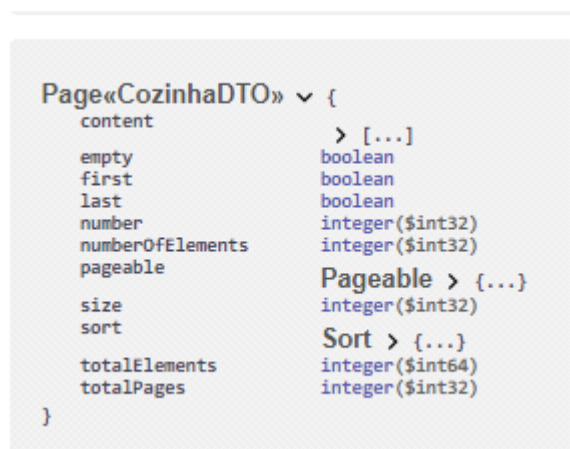 Page«CozinhaDTO» {
content > [...]
empty boolean
first boolean
last boolean
number integer($int32)
numberOfElements integer($int32)
pageable Pageable > {...}
size integer($int32)
sort Sort > {...}
totalElements integer($int64)
totalPages integer($int32)
}